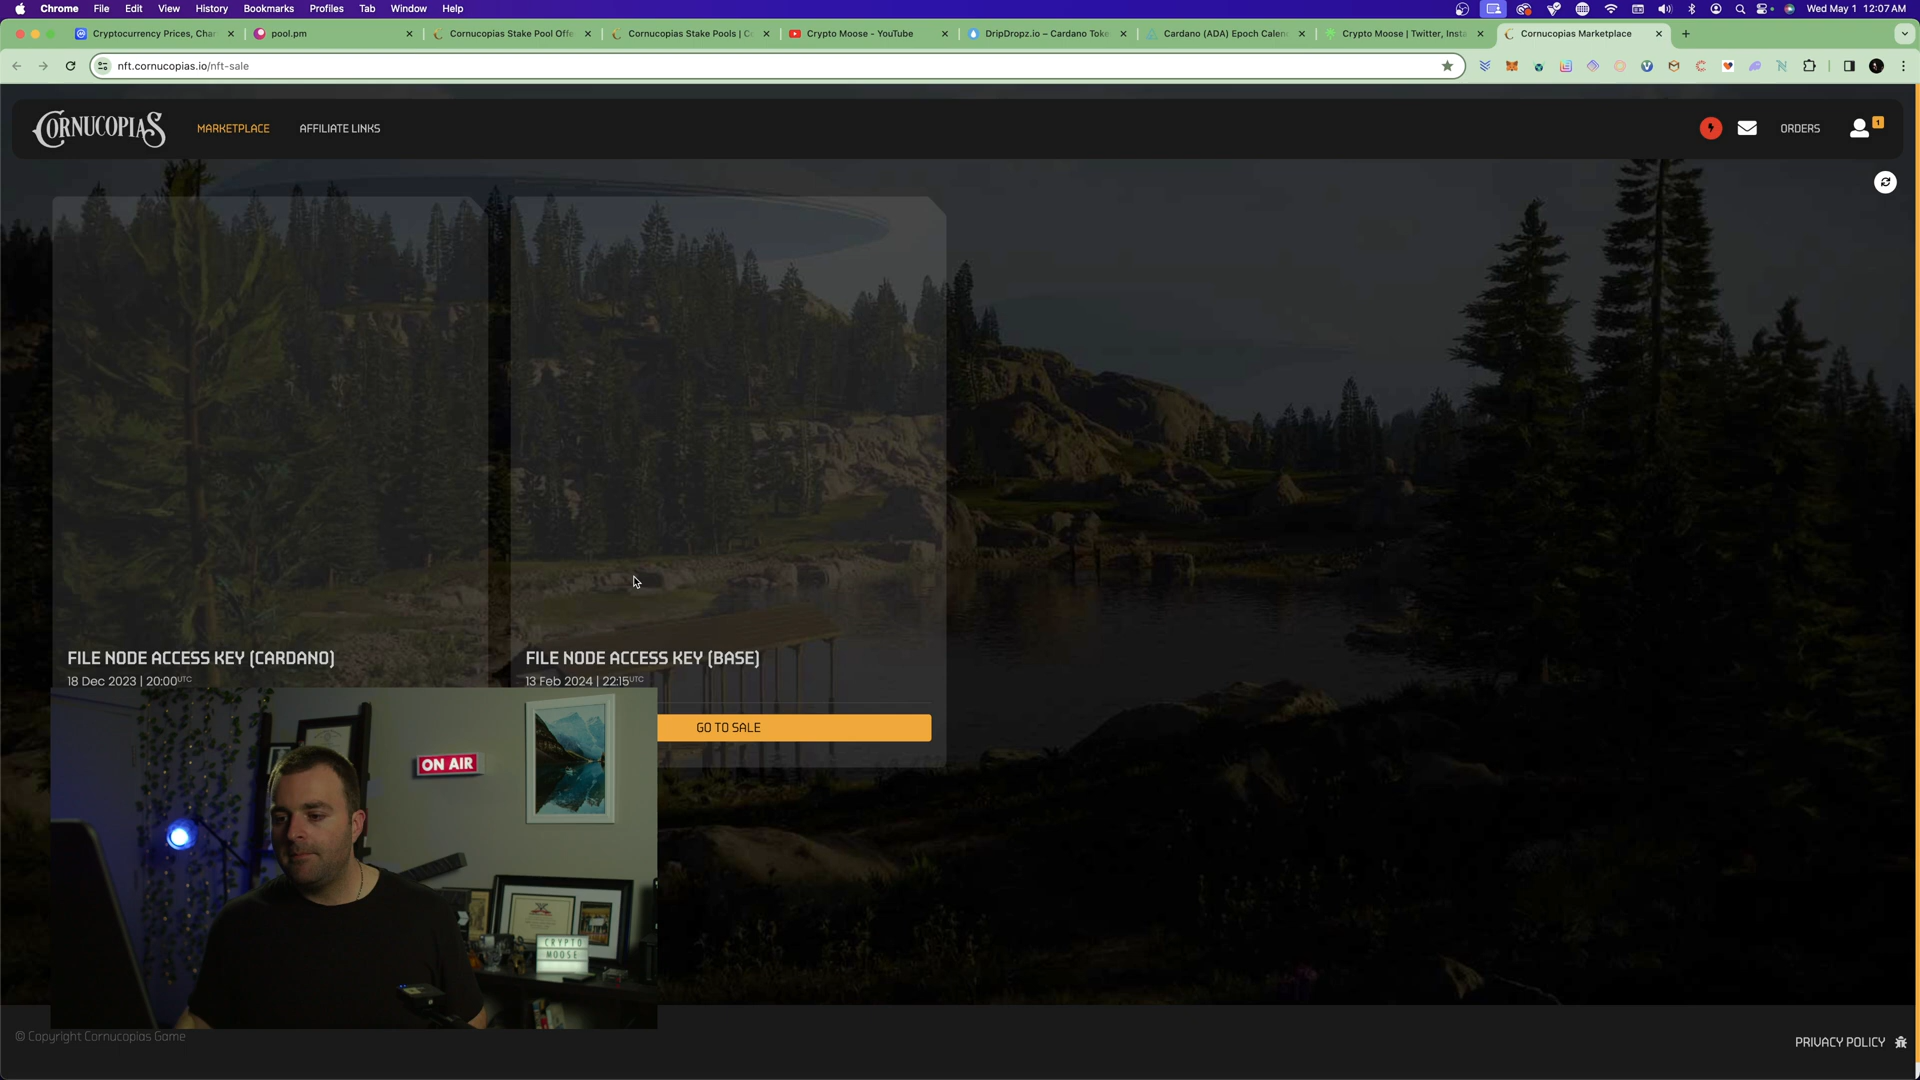 Chrome File Edit View History Bookmarks Profiles Tab Window Help
Wed May 1 12:07 AM
Cryptocurrency Prices, Char
pool.pm
Cornucopias Stake Pool Offe
Cornucopias Stake Pools | Co
Crypto Moose - YouTube
DripDropz.io – Cardano Toke
Cardano (ADA) Epoch Calen
Crypto Moose | Twitter, Insta
Cornucopias Marketplace
nft.cornucopias.io/nft-sale
CORNUCOPIAS
MARKETPLACE
AFFILIATE LINKS
ORDERS
1
FILE NODE ACCESS KEY (CARDANO)
18 Dec 2023 | 20:00UTC
FILE NODE ACCESS KEY (BASE)
13 Feb 2024 | 22:15UTC
GO TO SALE
ON AIR
CRYPTO
MOOSE
© Copyright Cornucopias Game
PRIVACY POLICY